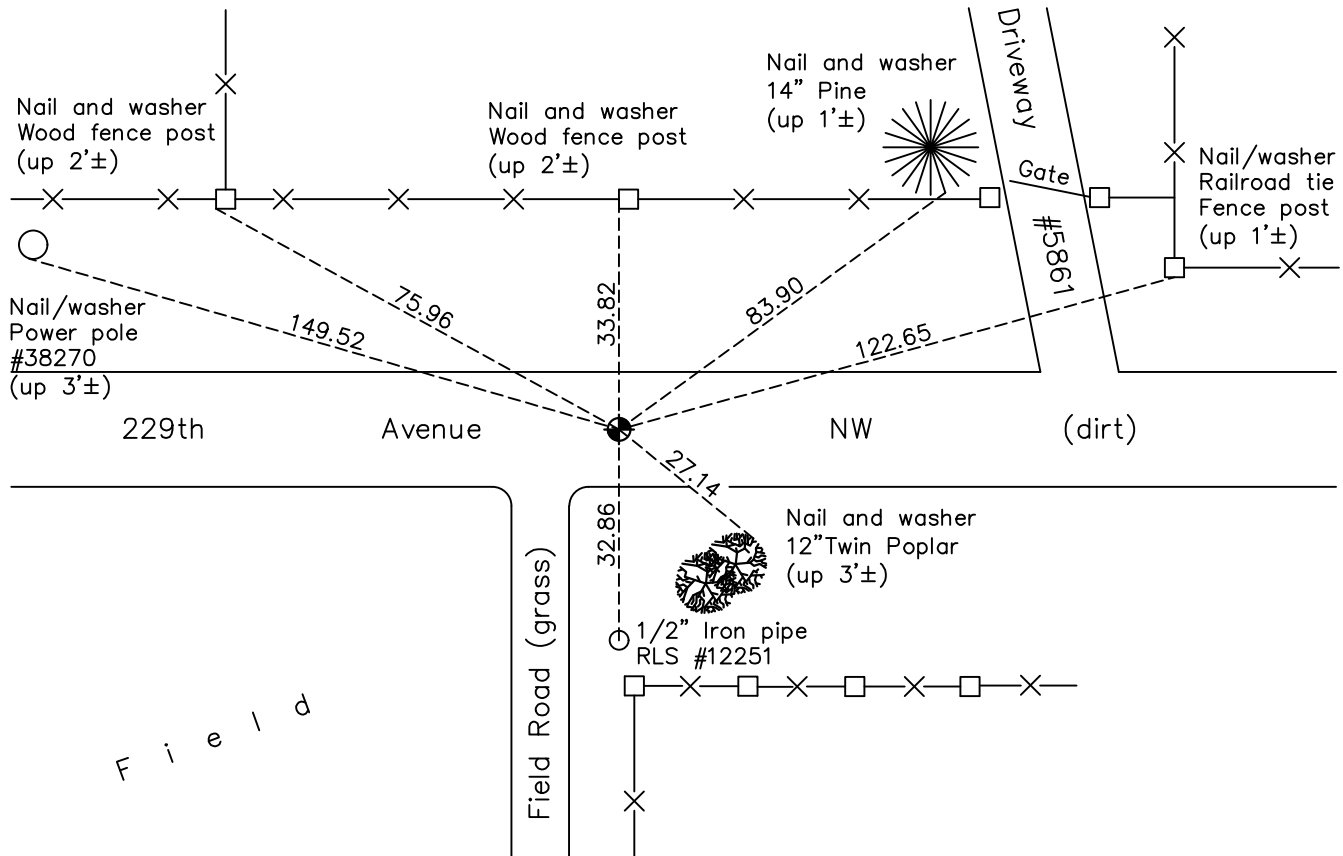 Driveway
Nail and washer
14” Pine
(up 1’±)
Nail and washer
Wood fence post
(up 2’±)
Nail and washer
Wood fence post
(up 2’±)
Gate
Nail/washer
Railroad tie
Fence post
(up 1’±)
#5861
Nail/washer
Power pole
#38270
(up 3’±)
149.52
75.96
33.82
83.90
122.65
229th Avenue NW (dirt)
27.14
32.86
Nail and washer
12”Twin Poplar
(up 3’±)
1/2” Iron pipe
RLS #12251
Field Road (grass)
Field